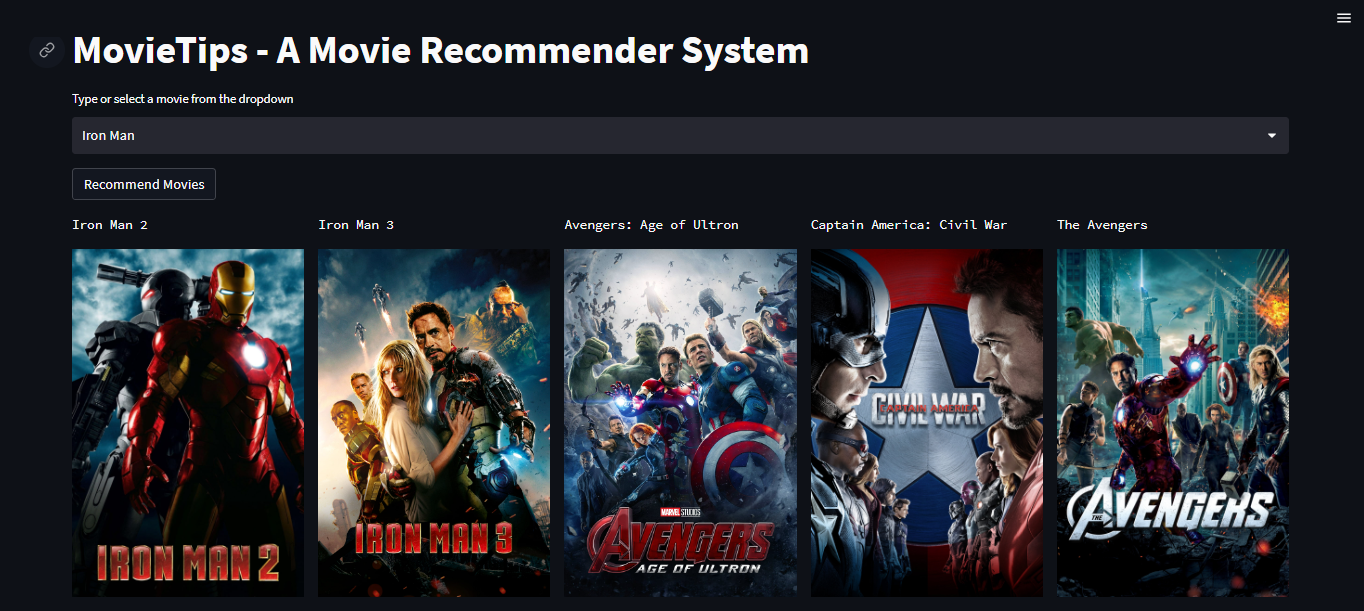 MovieTips - A Movie Recommender System
Type or select a movie from the dropdown
Iron Man
Recommend Movies
Iron Man 2
Iron Man 3
Avengers: Age of Ultron
Captain America: Civil War
The Avengers
IRON MAN 2
IRON MAN 3
MARVEL STUDIOS
AVENGERS
AGE OF ULTRON
CIVIL WAR
CAPTAIN AMERICA
THE AVENGERS